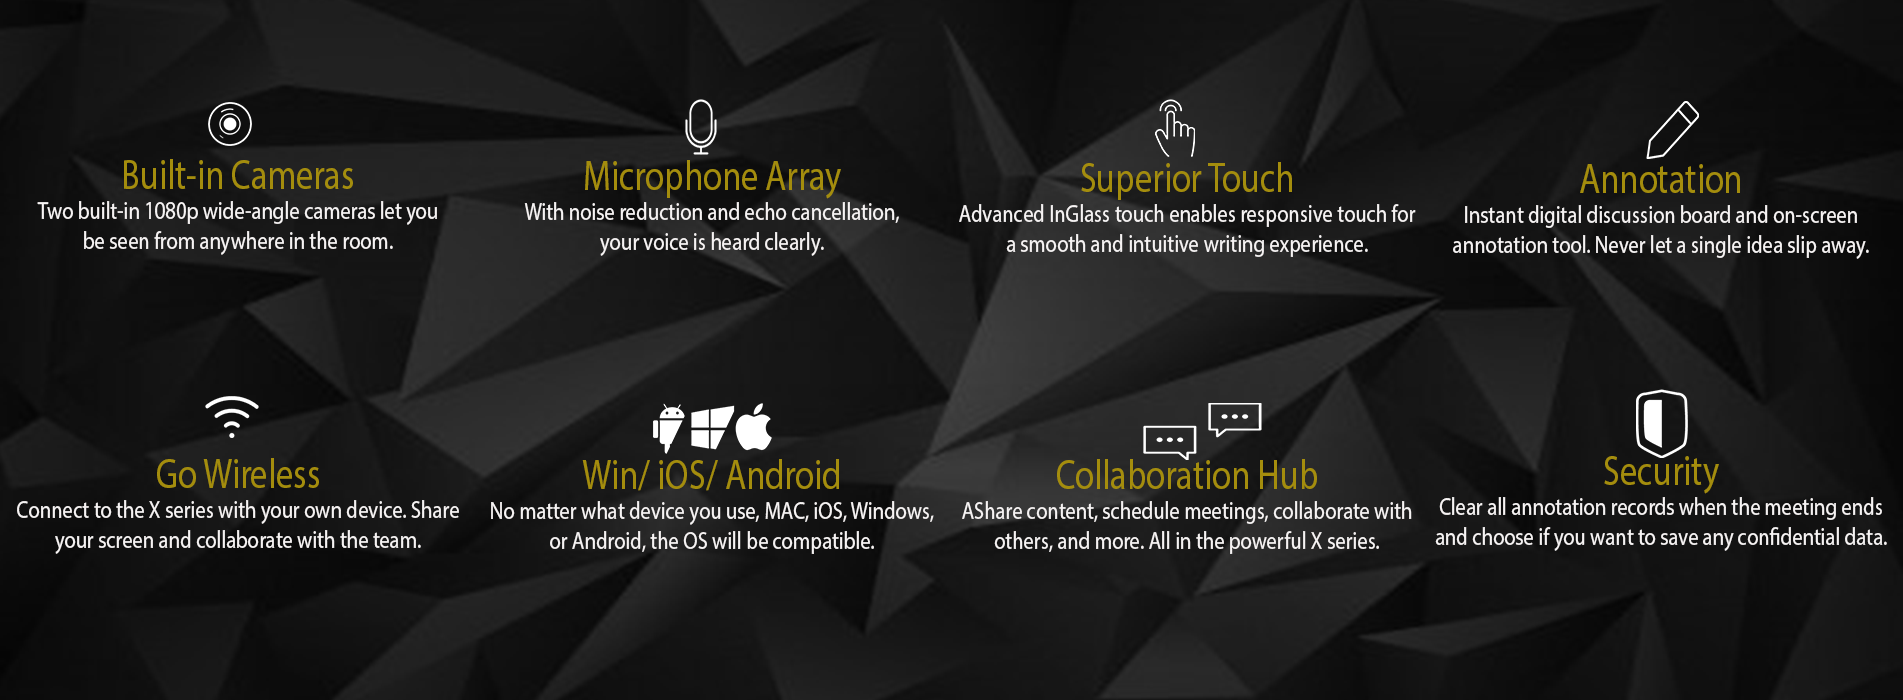 Built-in Cameras
Two built-in 1080p wide-angle cameras let you
be seen from anywhere in the room.
Microphone Array
With noise reduction and echo cancellation,
your voice is heard clearly.
Superior Touch
Advanced InGlass touch enables responsive touch for
a smooth and intuitive writing experience.
Annotation
Instant digital discussion board and on-screen
annotation tool. Never let a single idea slip away.
Go Wireless
Connect to the X series with your own device. Share
your screen and collaborate with the team.
Win/ iOS/ Android
No matter what device you use, MAC, iOS, Windows,
or Android, the OS will be compatible.
Collaboration Hub
AShare content, schedule meetings, collaborate with
others, and more. All in the powerful X series.
Security
Clear all annotation records when the meeting ends
and choose if you want to save any confidential data.